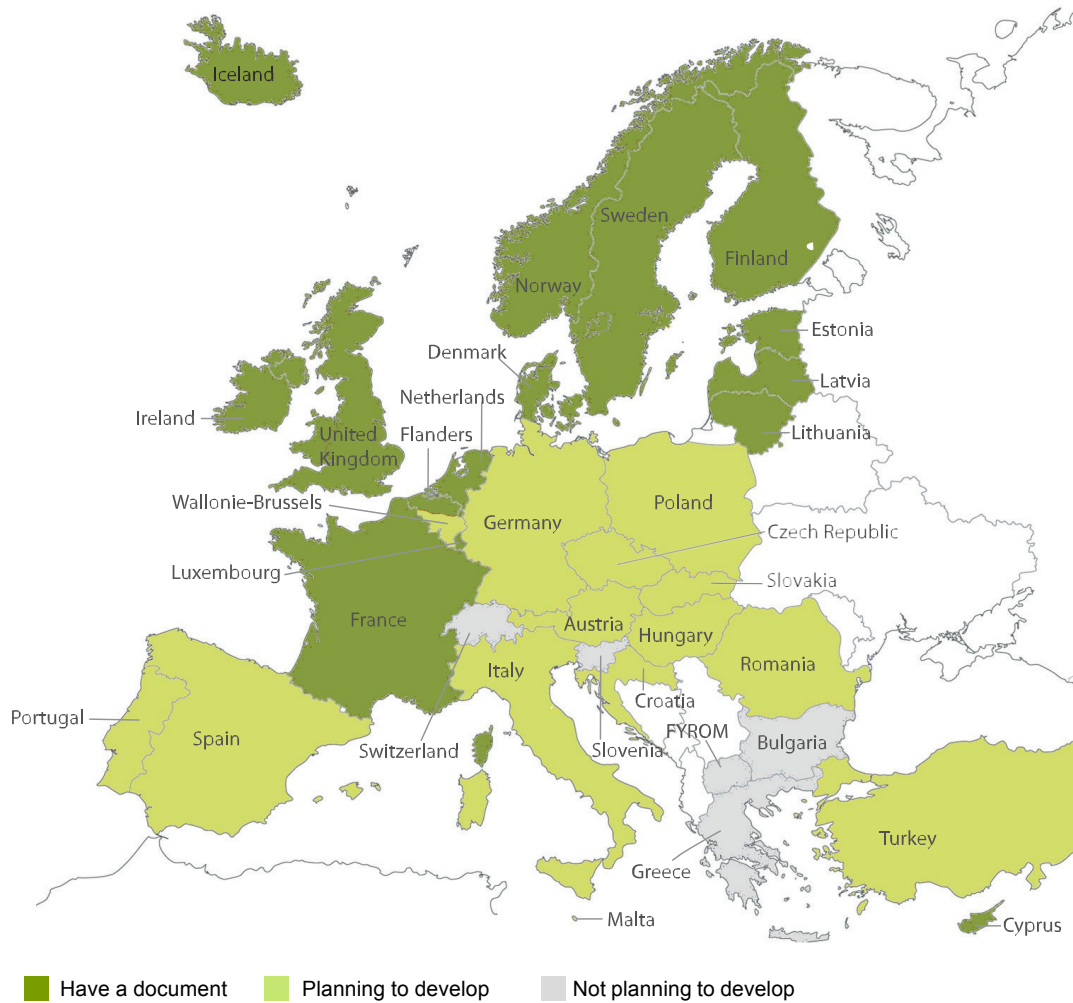 Iceland
Sweden
Finland
Norway
Estonia
Denmark
Latvia
Netherlands
Ireland
United
Kingdom
Flanders
Lithuania
Wallonie-Brussels
Poland
Germany
Czech Republic
Luxembourg
Slovakia
France
Austria
Hungary
Italy
Romania
Croatia
Portugal
Spain
Switzerland
Slovenia
FYROM
Bulgaria
Turkey
Greece
Malta
Cyprus
Have a document
Planning to develop
Not planning to develop